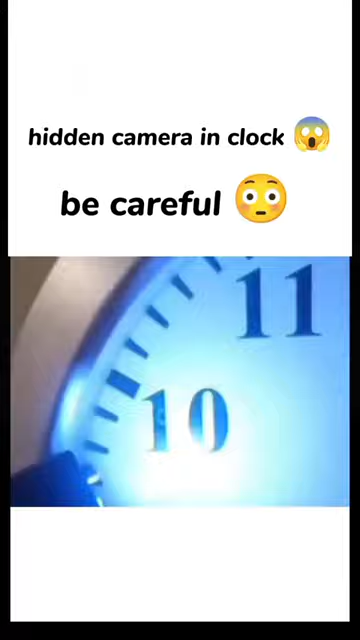 hidden camera in clock 😱
be careful 😳
11
10